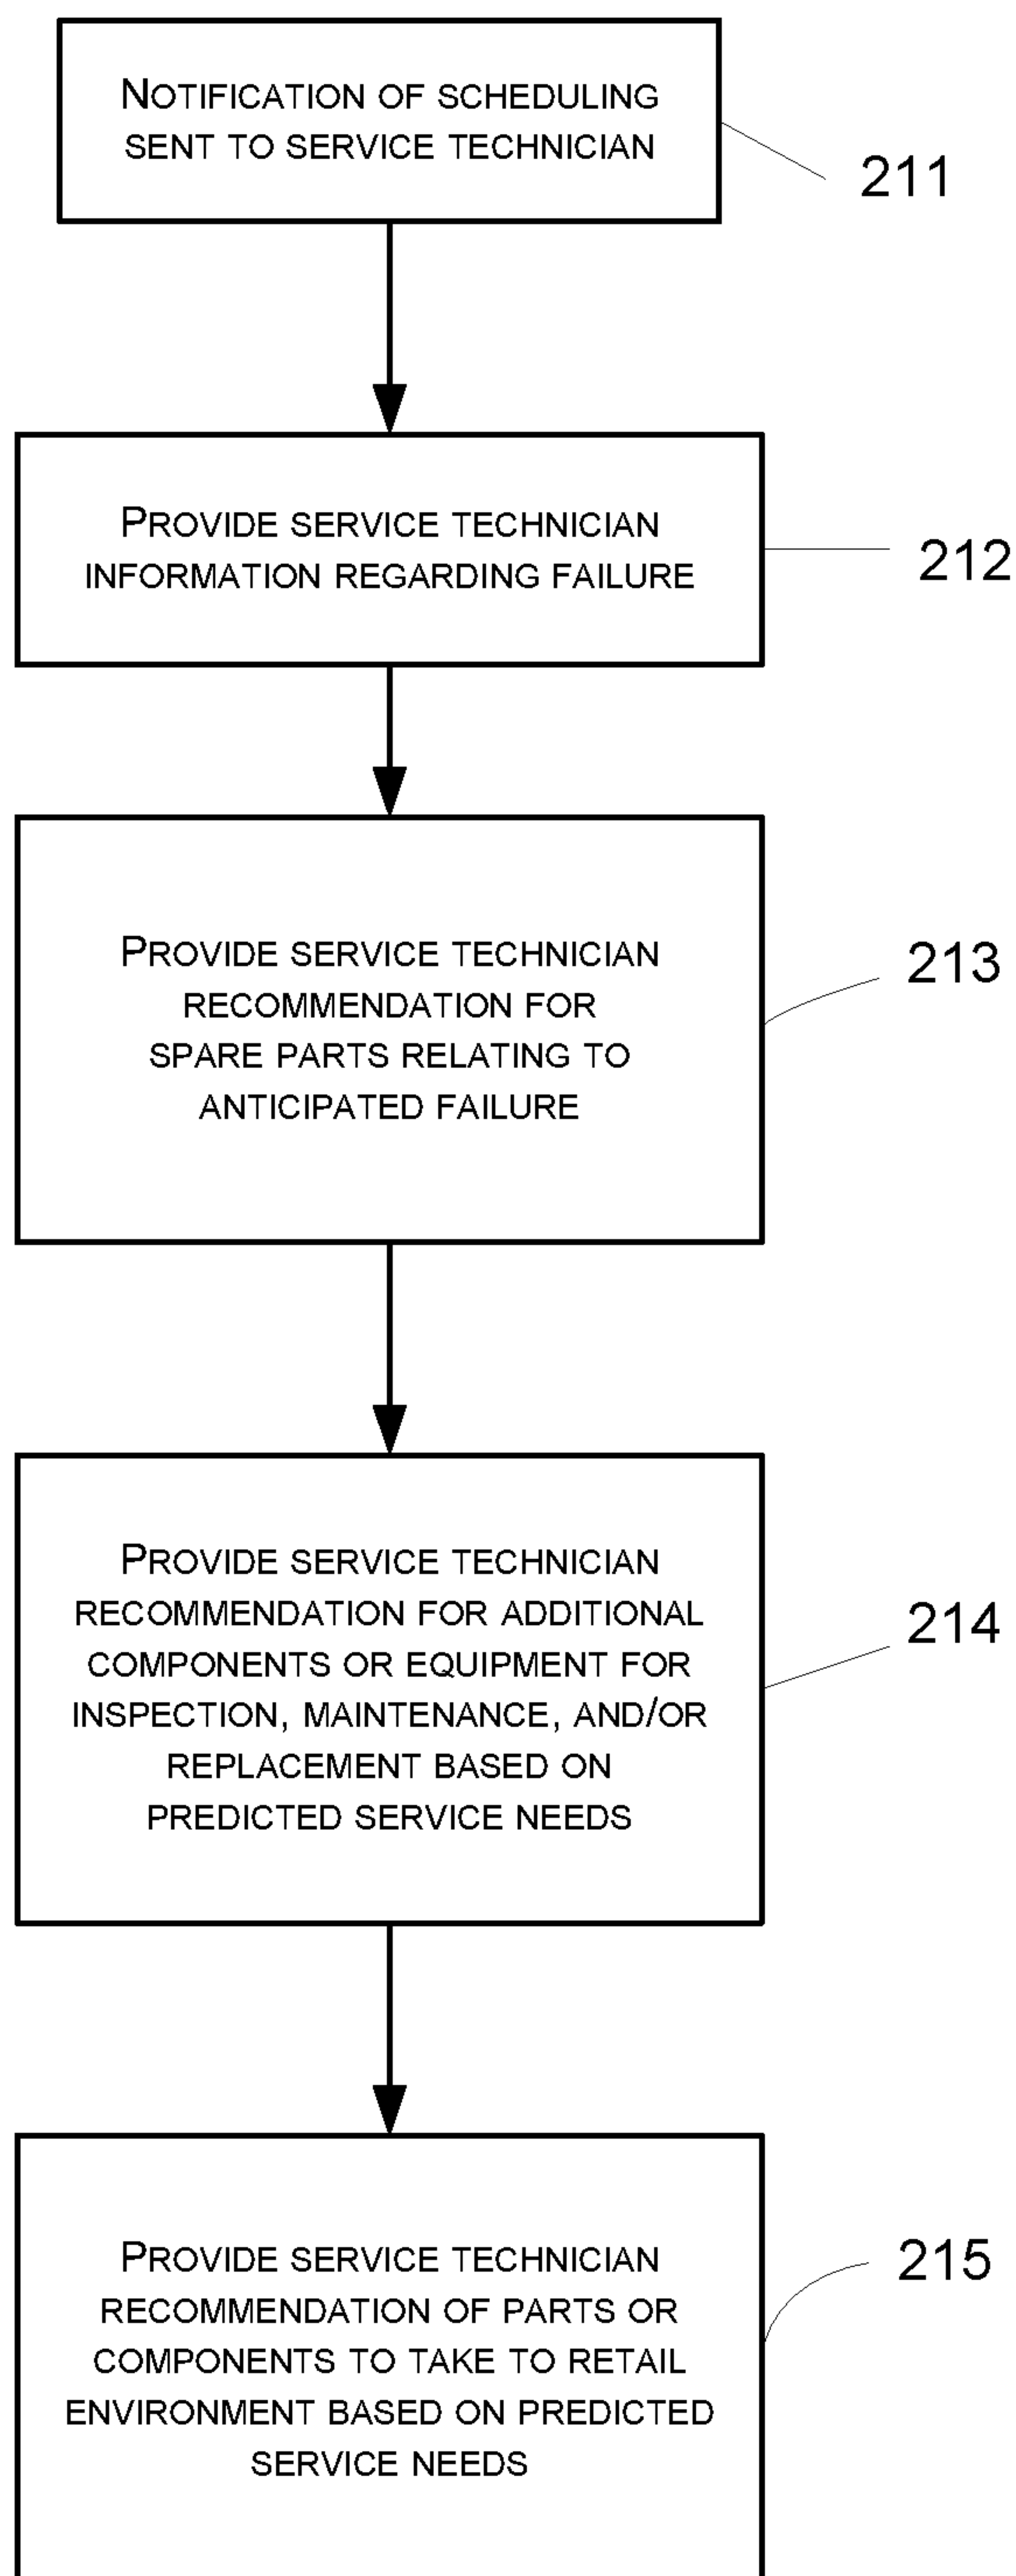 NOTIFICATION OF SCHEDULING
SENT TO SERVICE TECHNICIAN
211
PROVIDE SERVICE TECHNICIAN
INFORMATION REGARDING FAILURE
212
PROVIDE SERVICE TECHNICIAN
RECOMMENDATION FOR
SPARE PARTS RELATING TO
ANTICIPATED FAILURE
213
PROVIDE SERVICE TECHNICIAN
RECOMMENDATION FOR ADDITIONAL
COMPONENTS OR EQUIPMENT FOR
INSPECTION, MAINTENANCE, AND/OR
REPLACEMENT BASED ON
PREDICTED SERVICE NEEDS
214
PROVIDE SERVICE TECHNICIAN
RECOMMENDATION OF PARTS OR
COMPONENTS TO TAKE TO RETAIL
ENVIRONMENT BASED ON PREDICTED
SERVICE NEEDS
215